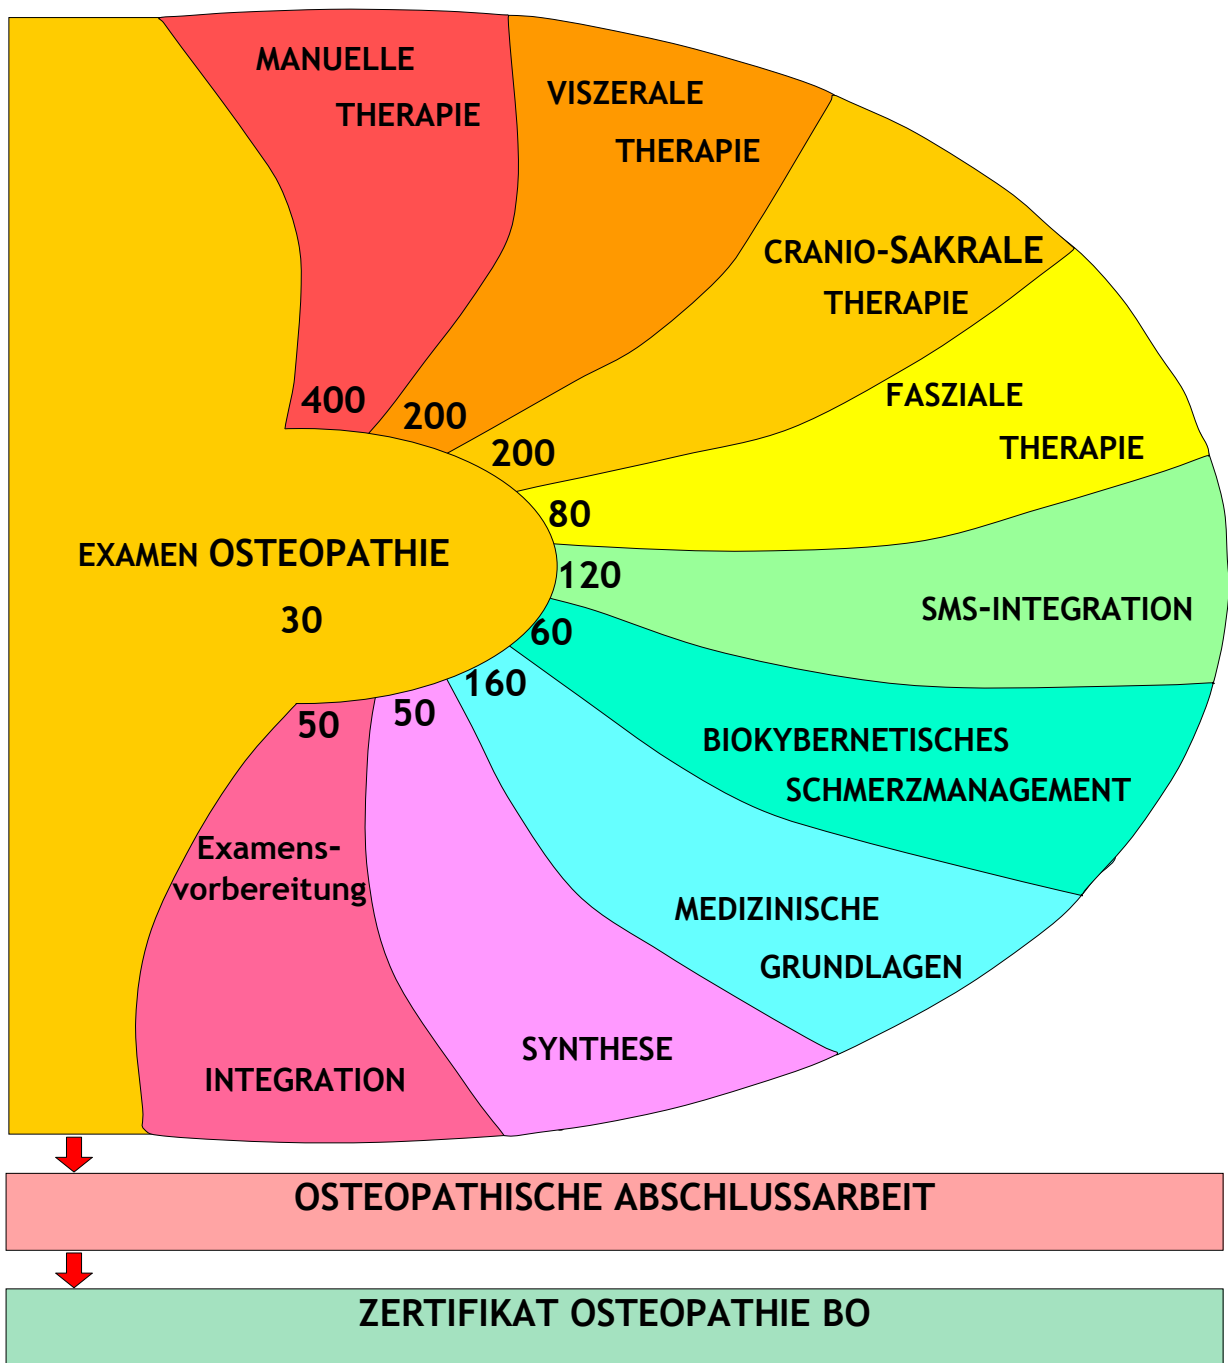 MANUELLE
THERAPIE
400
VISZERALE
THERAPIE
200
CRANIO-SAKRALE
THERAPIE
200
FASZIALE
THERAPIE
80
SMS-INTEGRATION
120
BIOKYBERNETISCHES
SCHMERZMANAGEMENT
60
MEDIZINISCHE
GRUNDLAGEN
160
SYNTHESE
50
Examens-
vorbereitung
INTEGRATION
50
EXAMEN OSTEOPATHIE
30
OSTEOPATHISCHE ABSCHLUSSARBEIT
ZERTIFIKAT OSTEOPATHIE BO